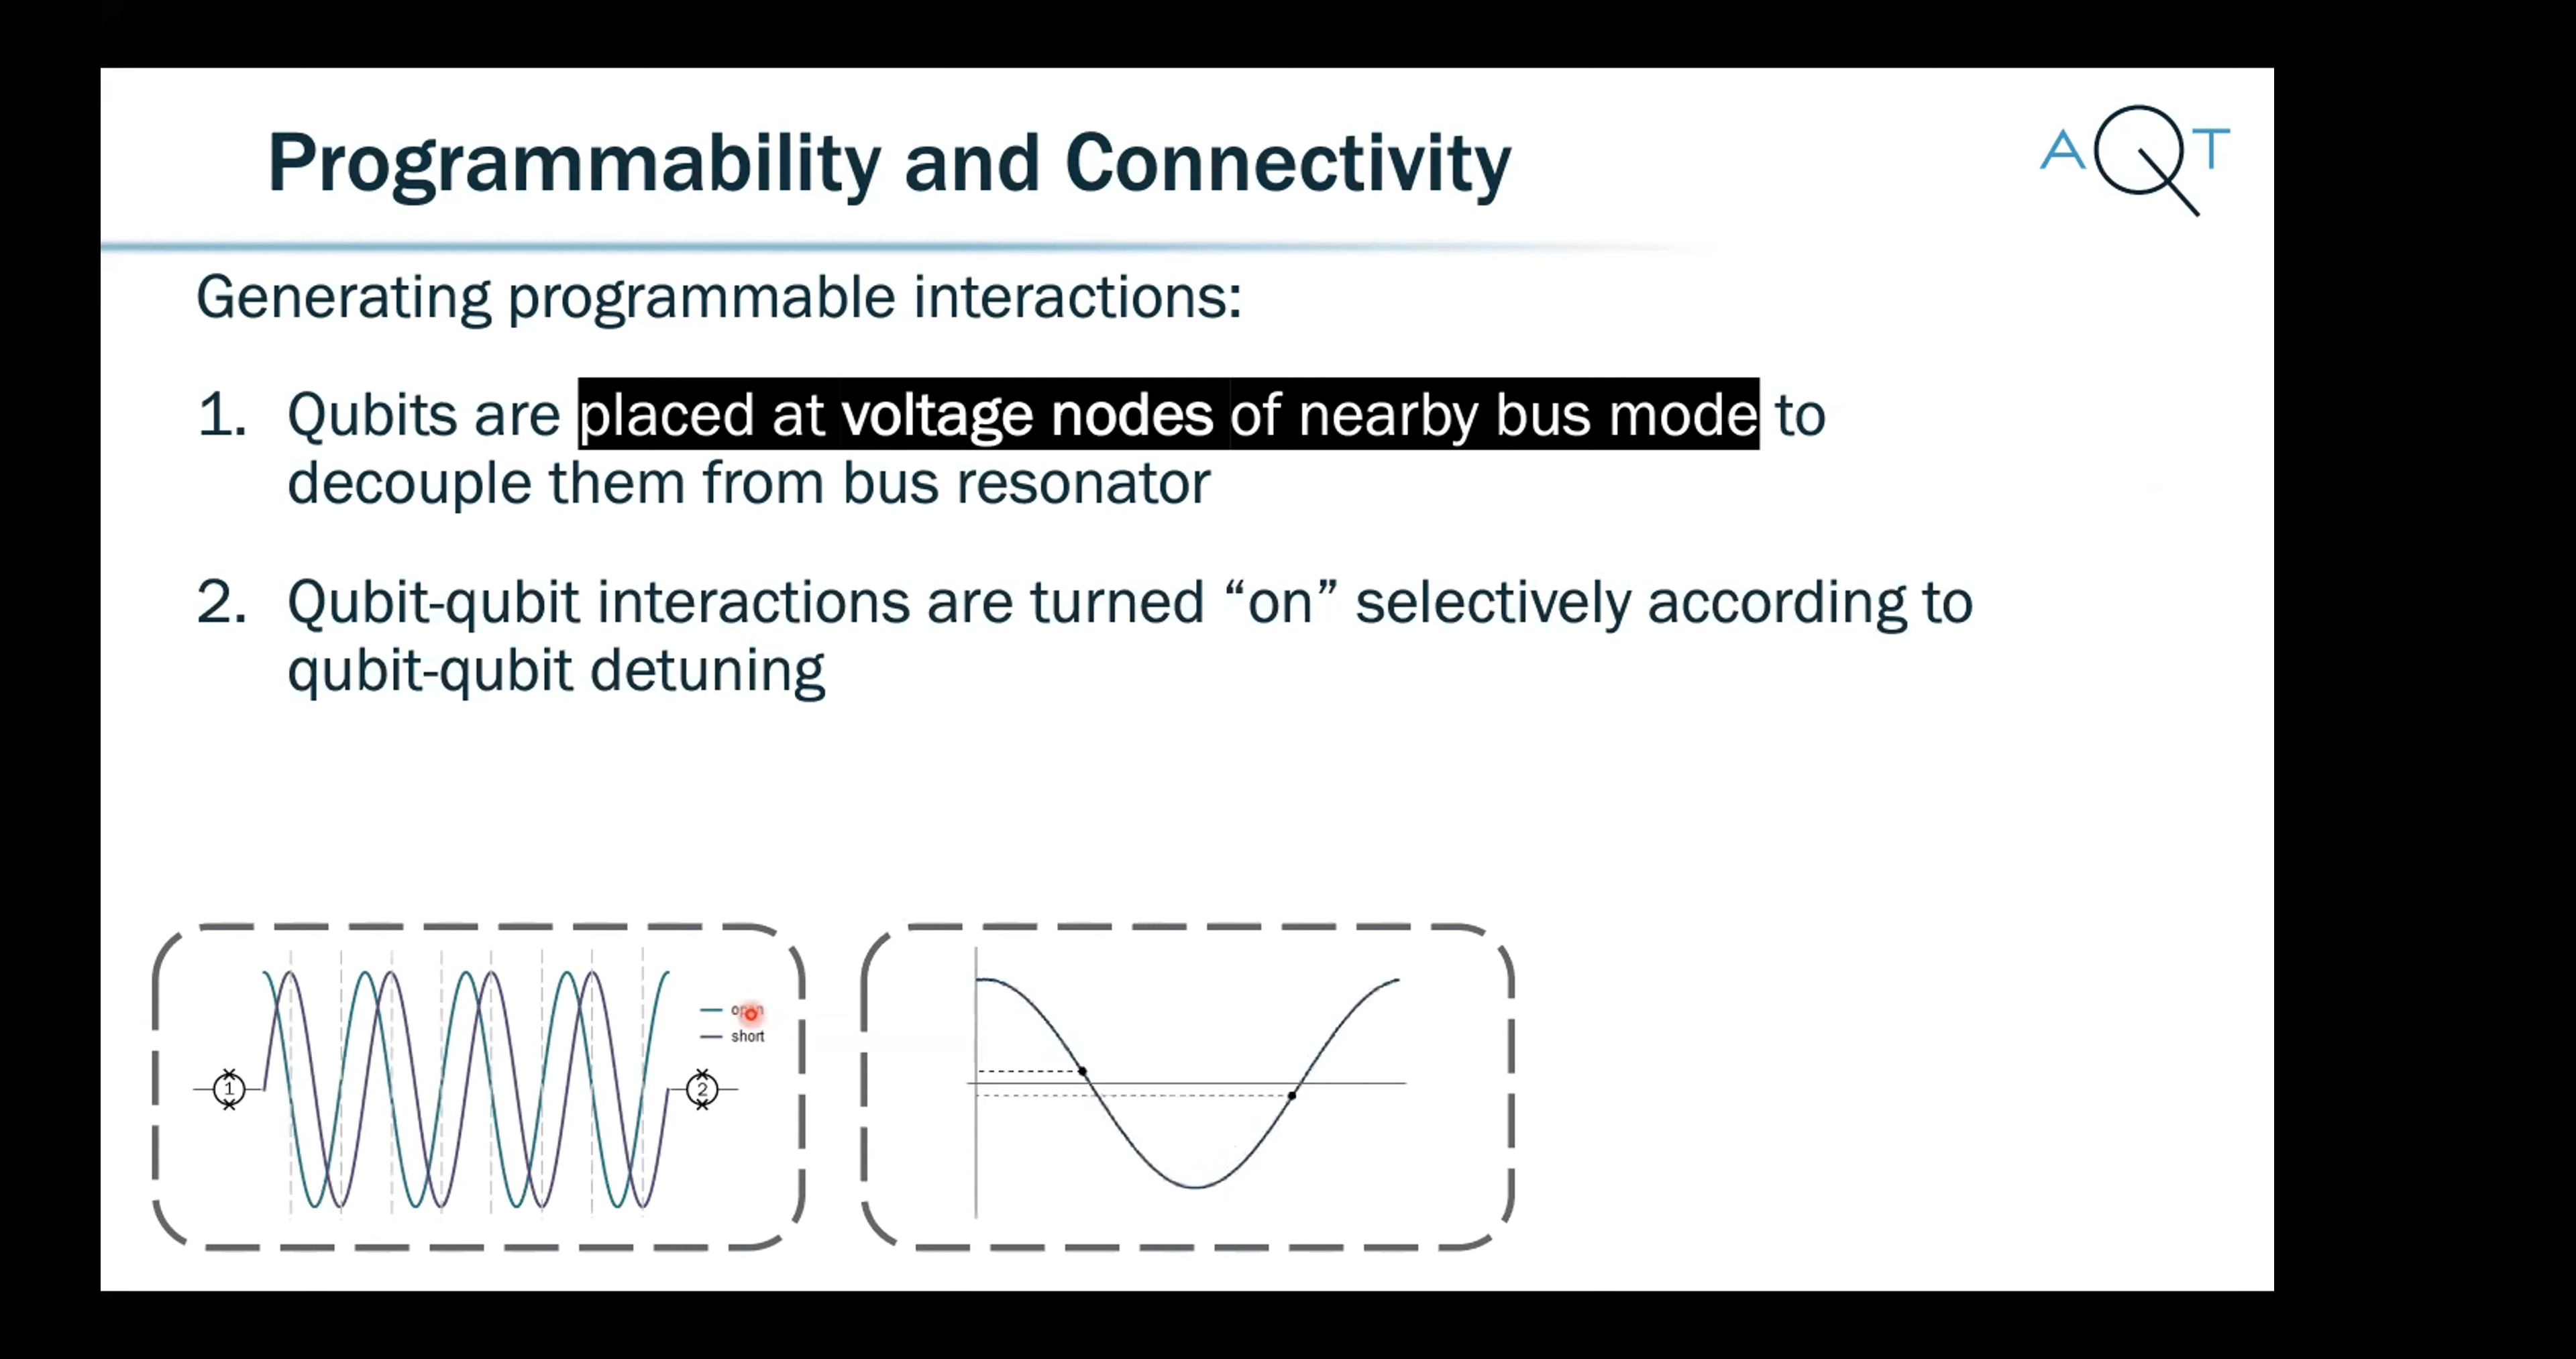 Programmability and Connectivity
AQT
Generating programmable interactions:
1. Qubits are placed at voltage nodes of nearby bus mode to
decouple them from bus resonator
2. Qubit-qubit interactions are turned “on” selectively according to
qubit-qubit detuning
open
short
1
2